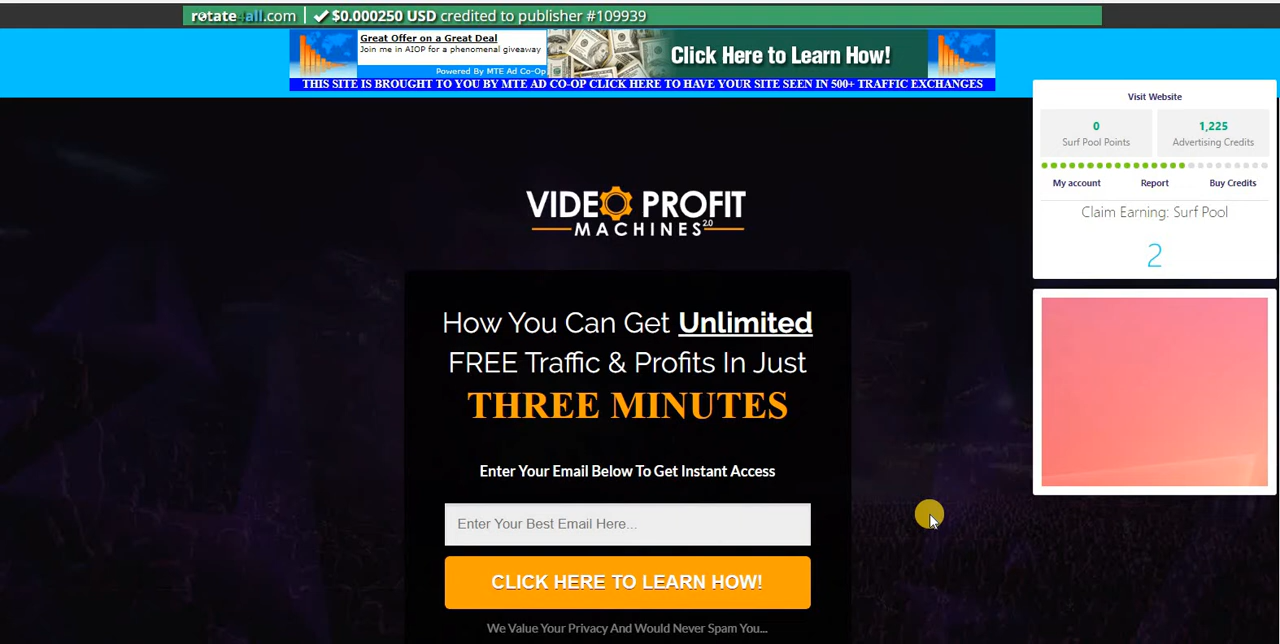 rotate4all.com ✔ $0.000250 USD credited to publisher #109939
Great Offer on a Great Deal
Join me in AIOP for a phenomenal giveaway
Powered By MTE Ad Co-Op
Click Here to Learn How!
THIS SITE IS BROUGHT TO YOU BY MTE AD CO-OP CLICK HERE TO HAVE YOUR SITE SEEN IN 500+ TRAFFIC EXCHANGES
Visit Website
0 1,225
Surf Pool Points Advertising Credits
My account Report Buy Credits
Claim Earning: Surf Pool
2
VIDEO PROFIT
MACHINES 2.0
How You Can Get Unlimited
FREE Traffic & Profits In Just
THREE MINUTES
Enter Your Email Below To Get Instant Access
Enter Your Best Email Here...
CLICK HERE TO LEARN HOW!
We Value Your Privacy And Would Never Spam You...